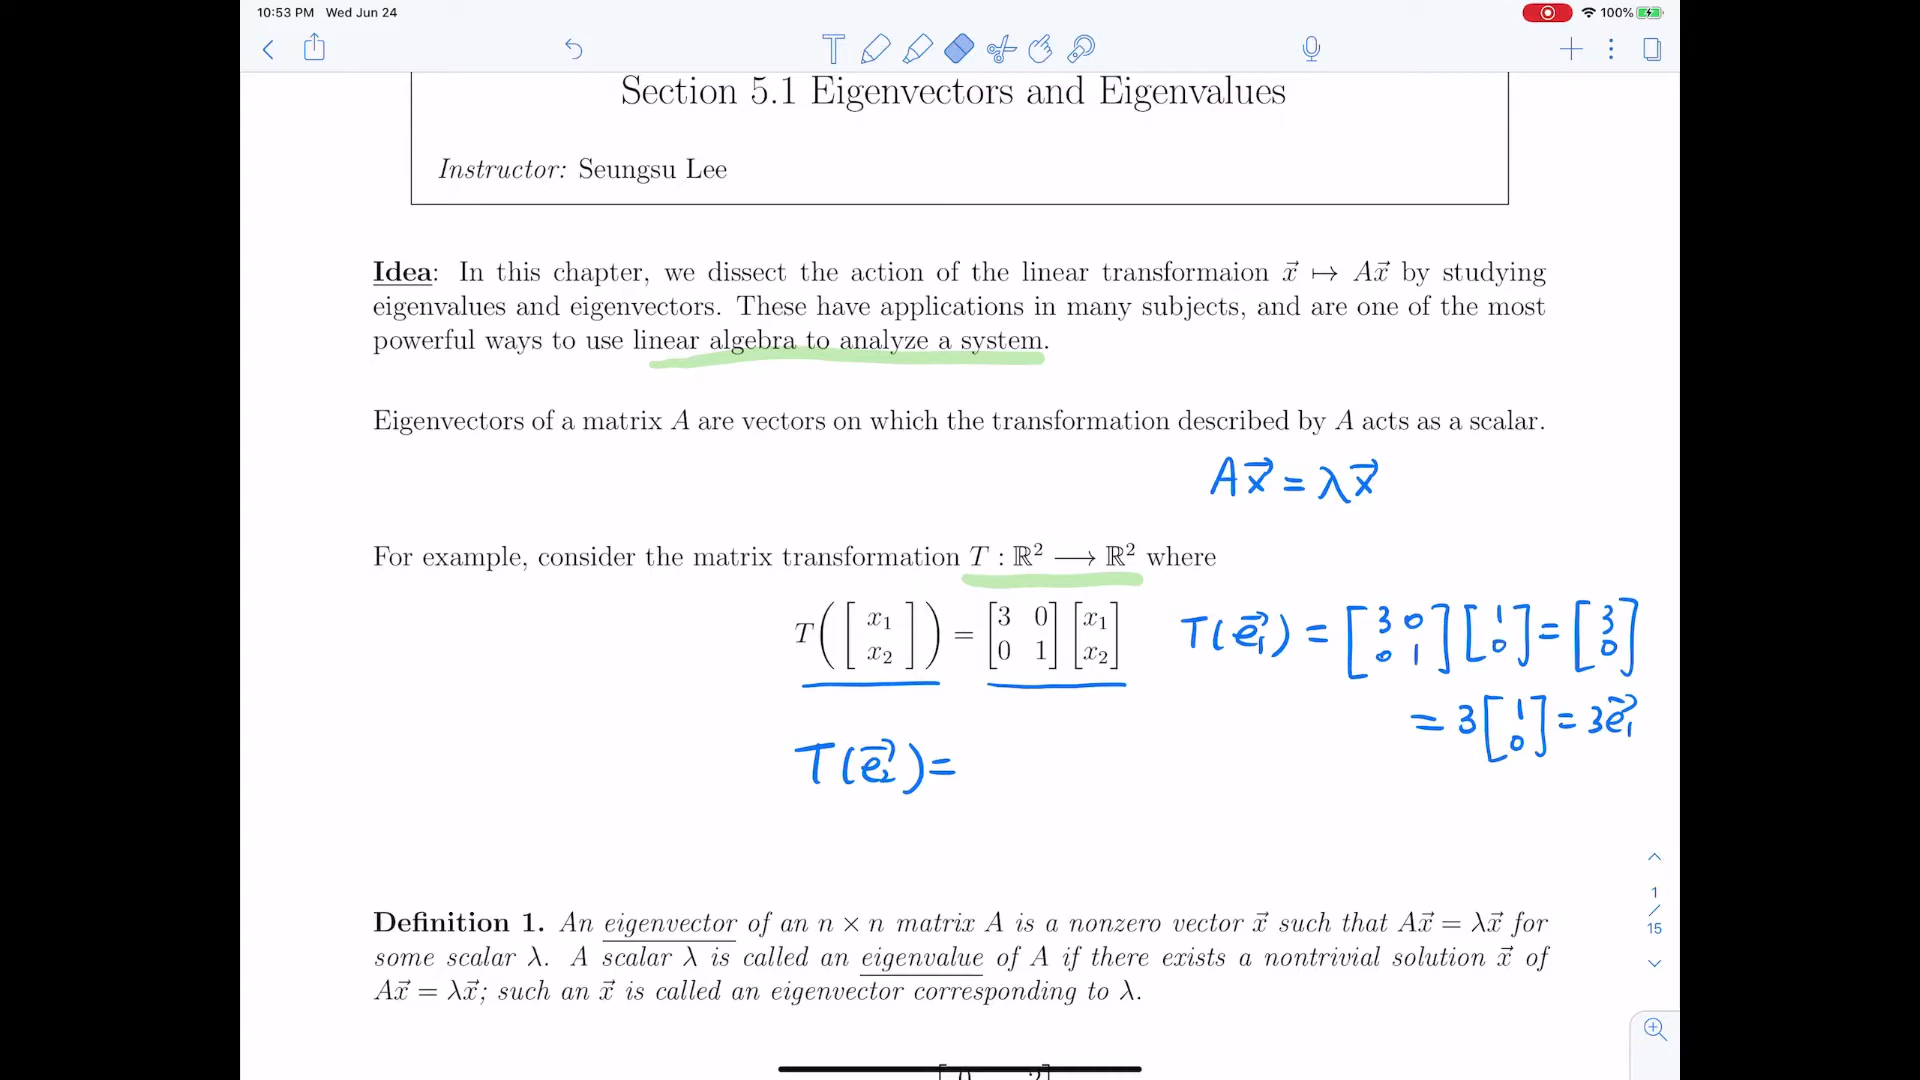 10:53 PM Wed Jun 24
100%
Section 5.1 Eigenvectors and Eigenvalues
Instructor: Seungsu Lee
Idea: In this chapter, we dissect the action of the linear transformaion x⃗ ↦ Ax⃗ by studying
eigenvalues and eigenvectors. These have applications in many subjects, and are one of the most
powerful ways to use linear algebra to analyze a system.
Eigenvectors of a matrix A are vectors on which the transformation described by A acts as a scalar.
Ax⃗ = λx⃗
For example, consider the matrix transformation T : ℝ² ⟶ ℝ² where
T([x₁ x₂]) = [3 0 0 1] [x₁ x₂]
T(e⃗₁) = [3 0 0 1] [1 0] = [3 0]
= 3 [1 0] = 3e⃗₁
T(e⃗₂) =
Definition 1. An eigenvector of an n × n matrix A is a nonzero vector x⃗ such that Ax⃗ = λx⃗ for
some scalar λ. A scalar λ is called an eigenvalue of A if there exists a nontrivial solution x⃗ of
Ax⃗ = λx⃗; such an x⃗ is called an eigenvector corresponding to λ.
1
/
15